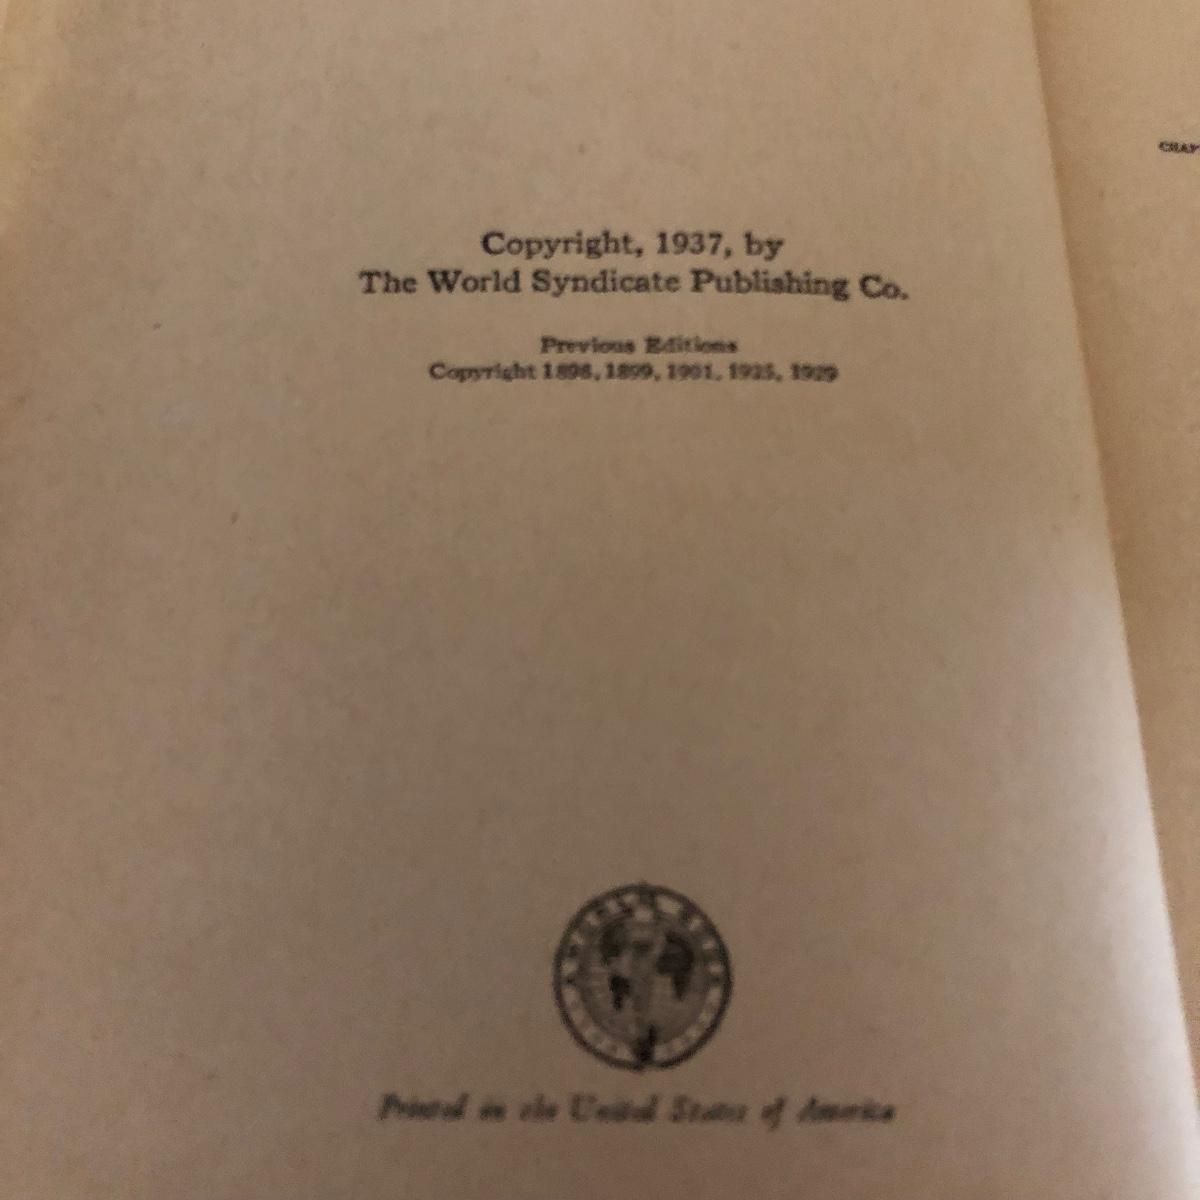 Copyright, 1937, by
The World Syndicate Publishing Co.
Previous Editions
Copyright 1898, 1899, 1901, 1925, 1929
Printed in the United States of America